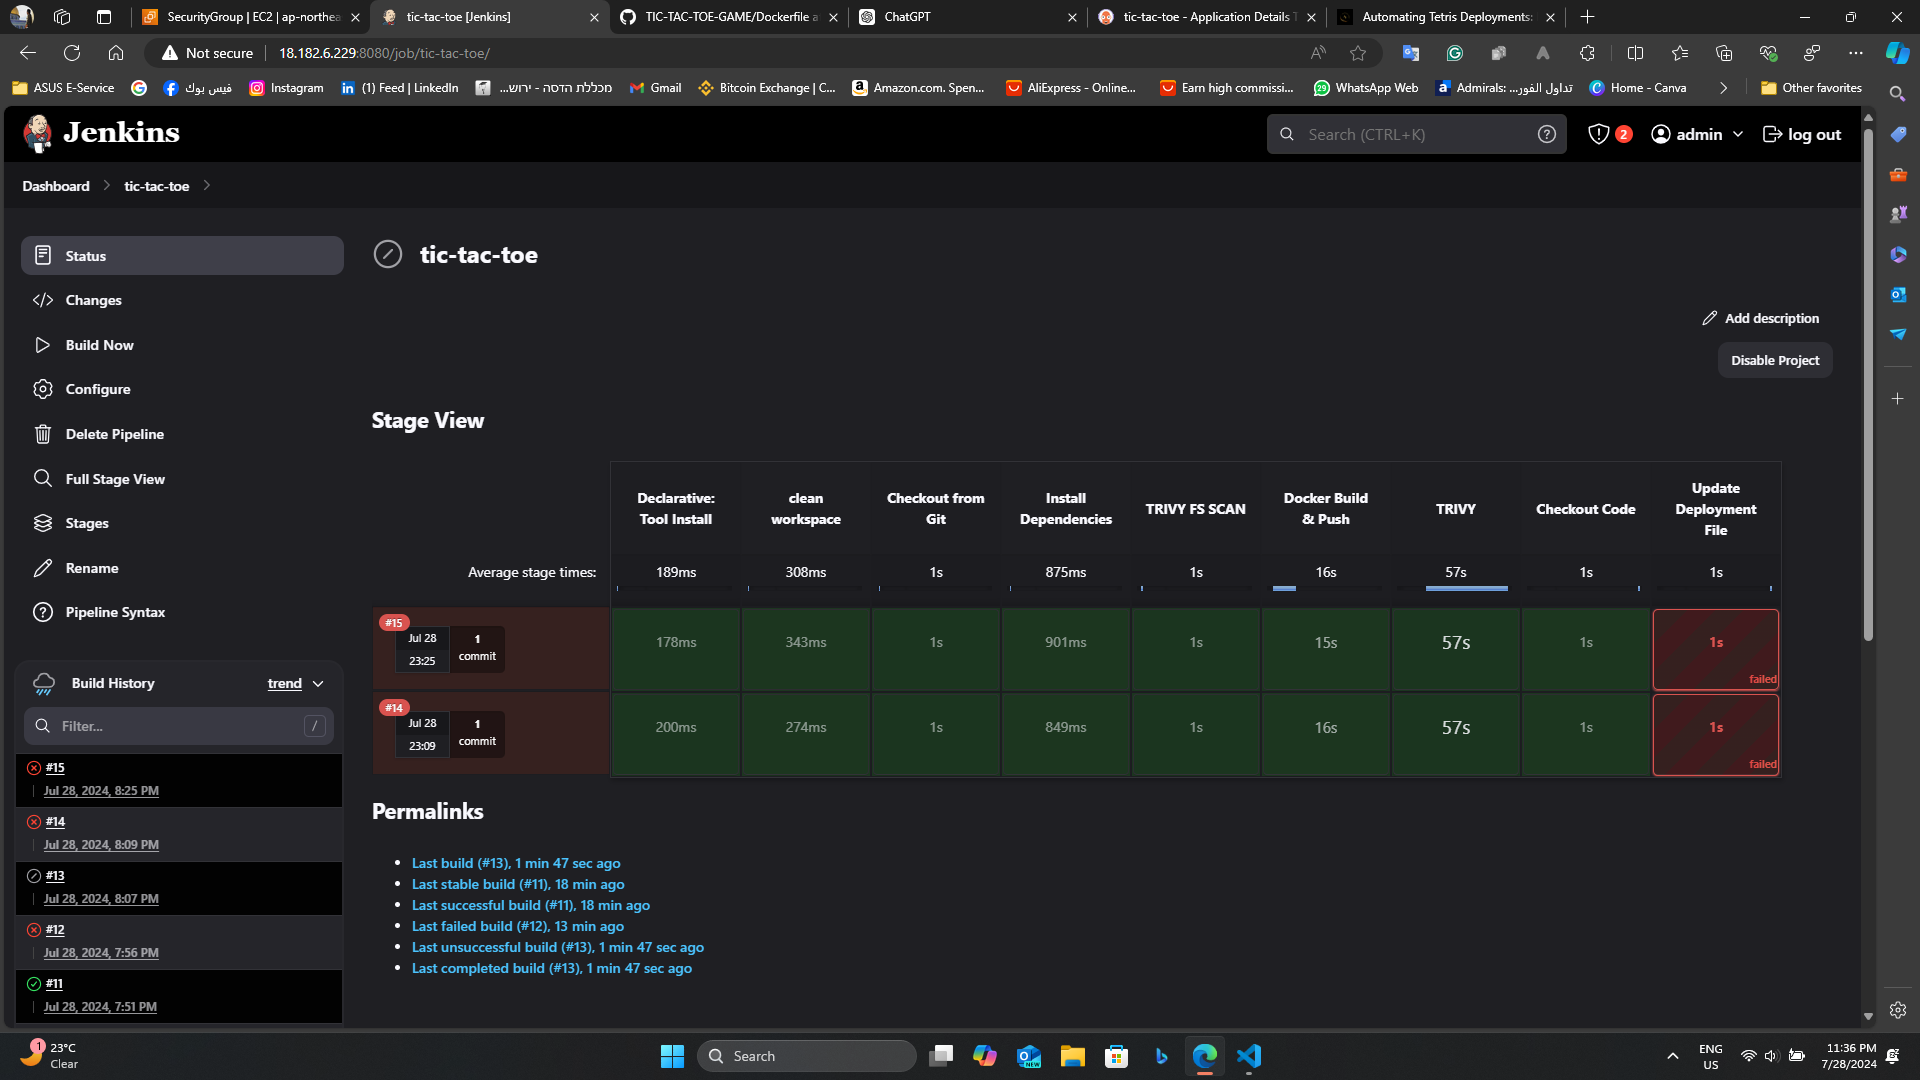 SecurityGroup | EC2 | ap-northea
tic-tac-toe [Jenkins]
TIC-TAC-TOE-GAME/Dockerfile a
ChatGPT
tic-tac-toe - Application Details T
Automating Tetris Deployments:
Not secure
18.182.6.229:8080/job/tic-tac-toe/
ASUS E-Service
فيس بوك
Instagram
(1) Feed | LinkedIn
מכללת הדסה - ירוש...
Gmail
Bitcoin Exchange | C...
Amazon.com. Spen...
AliExpress - Online...
Earn high commissi...
WhatsApp Web
Admirals: تداول الفور...
Home - Canva
Other favorites
Jenkins
Search (CTRL+K)
2
admin
log out
Dashboard
tic-tac-toe
Status
Changes
Build Now
Configure
Delete Pipeline
Full Stage View
Stages
Rename
Pipeline Syntax
Build History
trend
Filter...
/
#15
Jul 28, 2024, 8:25 PM
#14
Jul 28, 2024, 8:09 PM
#13
Jul 28, 2024, 8:07 PM
#12
Jul 28, 2024, 7:56 PM
#11
Jul 28, 2024, 7:51 PM
tic-tac-toe
Add description
Disable Project
Stage View
Declarative: Tool Install
clean workspace
Checkout from Git
Install Dependencies
TRIVY FS SCAN
Docker Build & Push
TRIVY
Checkout Code
Update Deployment File
Average stage times:
189ms
308ms
1s
875ms
1s
16s
57s
1s
1s
#15
Jul 28
23:25
1
commit
178ms
343ms
1s
901ms
1s
15s
57s
1s
1s
failed
#14
Jul 28
23:09
1
commit
200ms
274ms
1s
849ms
1s
16s
57s
1s
1s
failed
Permalinks
Last build (#13), 1 min 47 sec ago
Last stable build (#11), 18 min ago
Last successful build (#11), 18 min ago
Last failed build (#12), 13 min ago
Last unsuccessful build (#13), 1 min 47 sec ago
Last completed build (#13), 1 min 47 sec ago
1
23°C
Clear
Search
NEW
ENG
US
11:36 PM
7/28/2024